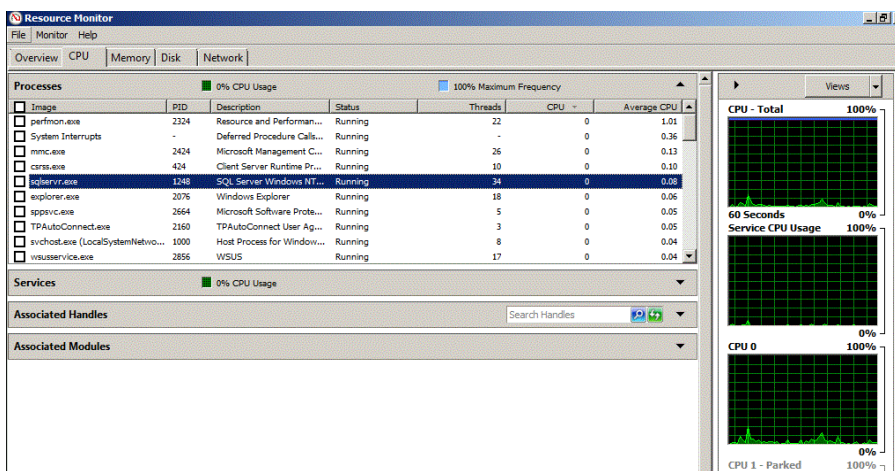 Resource Monitor
File Monitor Help
Overview CPU Memory Disk Network
Processes 0% CPU Usage 100% Maximum Frequency
Image PID Description Status Threads CPU Average CPU
perfmon.exe 2324 Resource and Performan... Running 22 0 1.01
System Interrupts - Deferred Procedure Calls... Running - 0 0.36
mmc.exe 2424 Microsoft Management C... Running 26 0 0.13
csrss.exe 424 Client Server Runtime Pr... Running 10 0 0.10
sqlservr.exe 1248 SQL Server Windows NT... Running 34 0 0.08
explorer.exe 2076 Windows Explorer Running 18 0 0.06
sppsvc.exe 2664 Microsoft Software Prote... Running 5 0 0.05
TPAutoConnect.exe 2160 TPAutoConnect User Ag... Running 3 0 0.05
svchost.exe (LocalSystemNetwo... 1000 Host Process for Window... Running 8 0 0.04
wsusservice.exe 2856 WSUS Running 17 0 0.04
Services 0% CPU Usage
Associated Handles Search Handles
Associated Modules
Views
CPU - Total 100%
60 Seconds 0%
Service CPU Usage 100%
0%
CPU 0 100%
0%
CPU 1 - Parked 100%